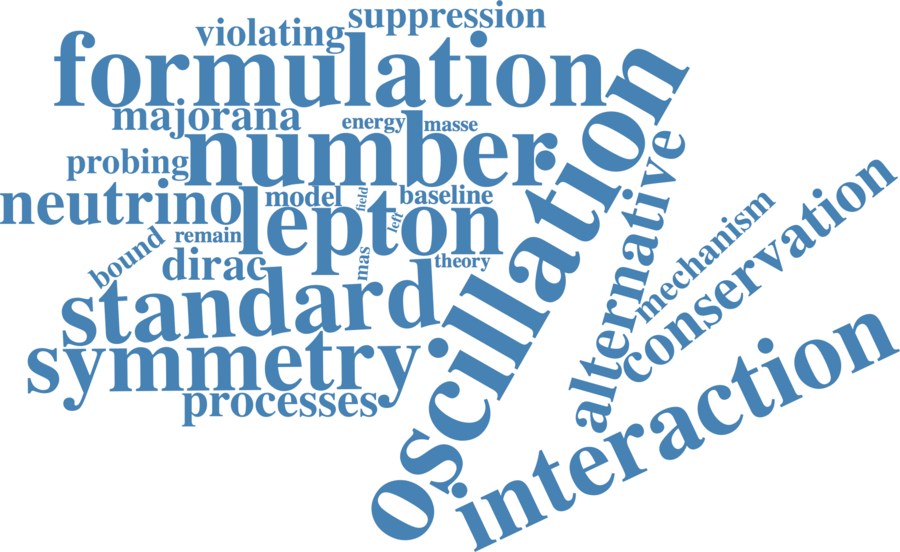 suppression
violating
formulation
majorana
energy
masse
number
probing
oscillation
alternative
conservation
neutrino
model
field
baseline
lepton
left
mechanism
bound
remain
dirac
mas
theory
standard
symmetry
interaction
processes